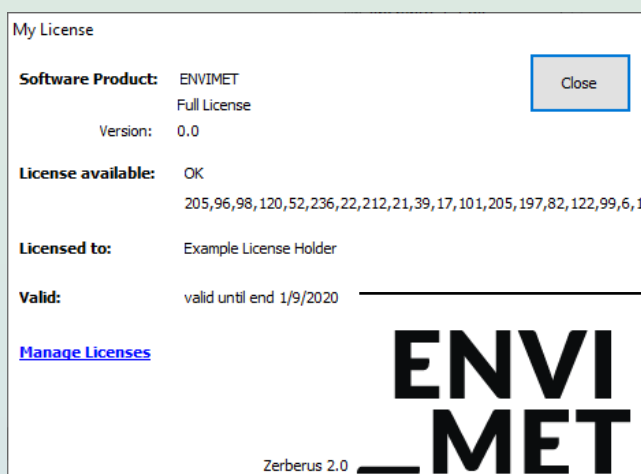 My License
Software Product: ENVIMET
Full License
Close
Version: 0.0
License available: OK
205,96,98,120,52,236,22,212,21,39,17,101,205,197,82,122,99,6,1
Licensed to: Example License Holder
Valid: valid until end 1/9/2020
Manage Licenses
ENVI
_MET
Zerberus 2.0